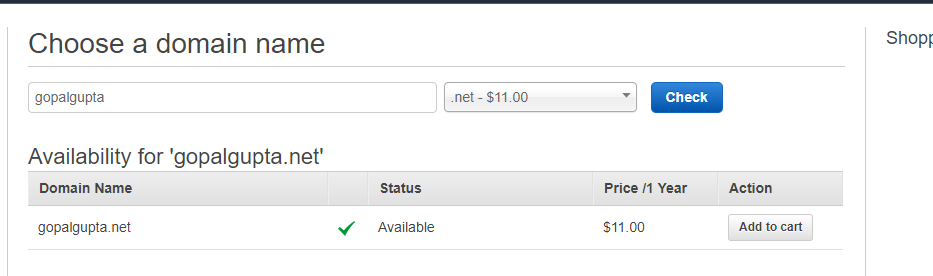 Choose a domain name
Shopp
gopalgupta .net - $11.00 Check
Availability for 'gopalgupta.net'
Domain Name Status Price /1 Year Action
gopalgupta.net Available $11.00 Add to cart